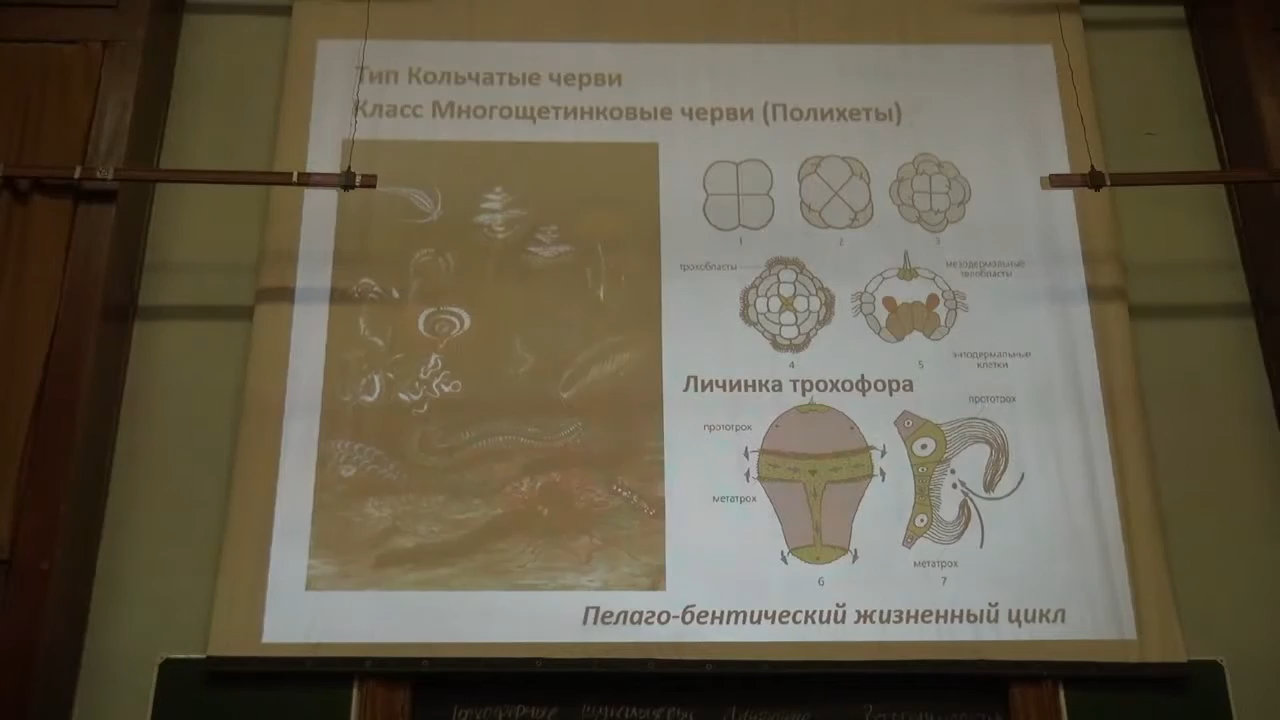 Тип Кольчатые черви
Класс Многощетинковые черви (Полихеты)
1
2
3
трохобласты
мезодермальные
телобласты
4
5
энтодермальные
клетки
Личинка трохофора
прототрох
метатрох
6
прототрох
метатрох
7
Пелаго-бентический жизненный цикл